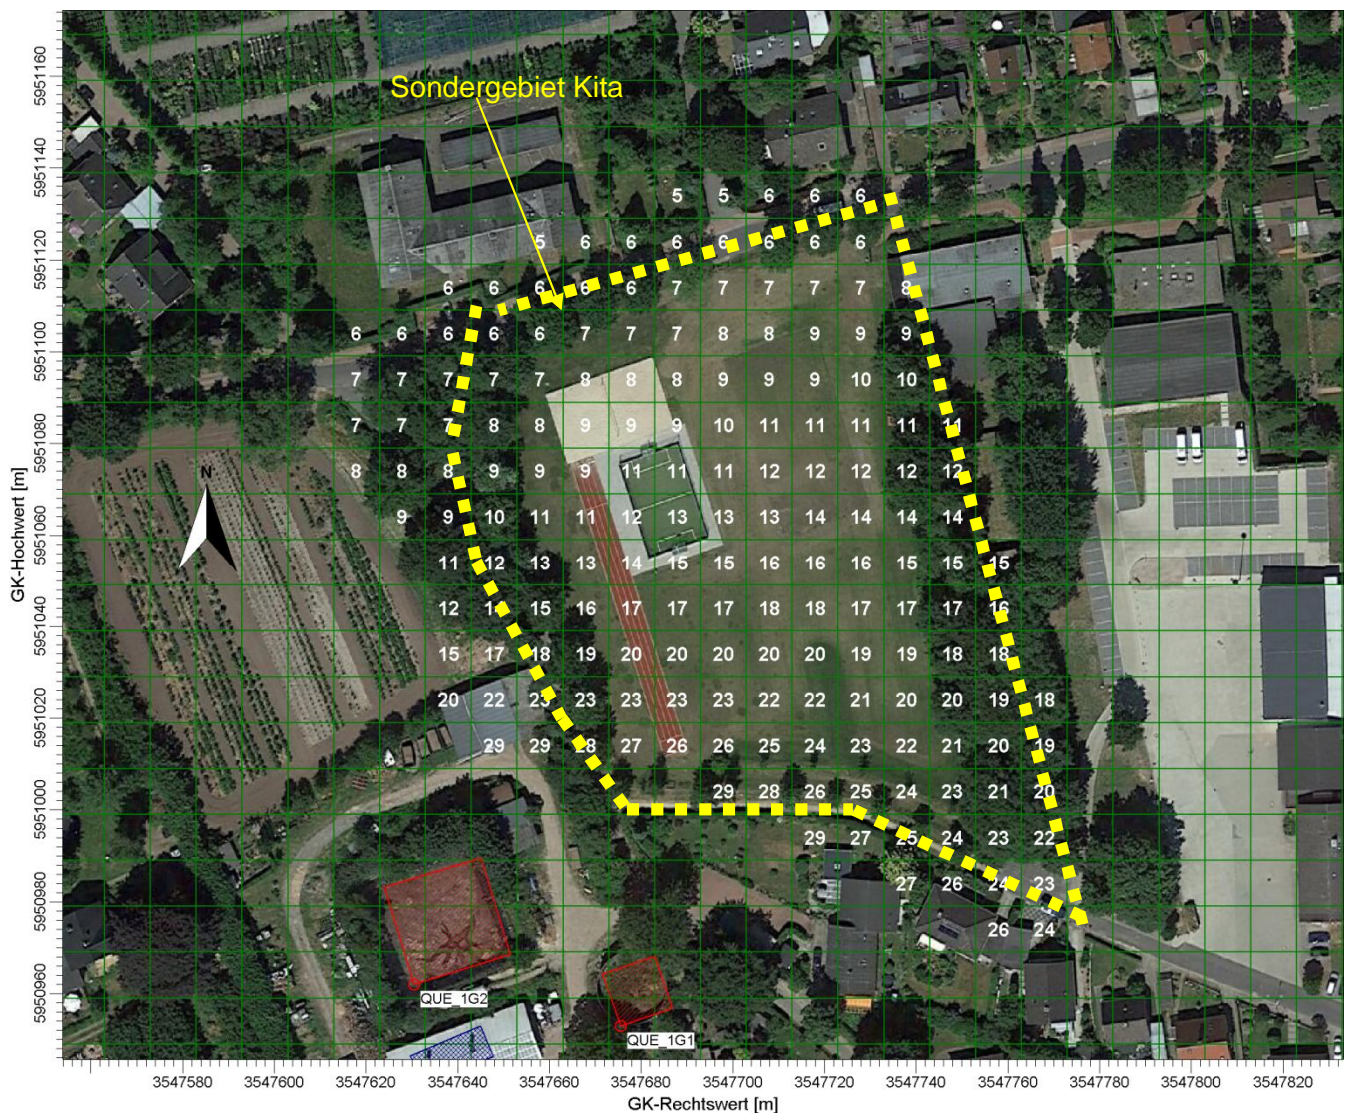 Sondergebiet Kita
5 5 6 6 6
5 6 6 6 6 6 6 6
6 6 6 6 6 7 7 7 7 7 8
6 6 6 6 6 7 7 7 8 8 9 9 9
7 7 7 7 7 8 8 8 9 9 9 10 10
7 7 7 8 8 9 9 9 10 11 11 11 11 11
8 8 8 9 9 9 11 11 11 12 12 12 12 12
N
9 9 10 11 11 12 13 13 13 14 14 14 14
11 12 13 13 14 15 15 16 16 16 15 15 15
12 15 16 17 17 17 18 18 17 17 17 16
15 17 18 19 20 20 20 20 20 19 19 18 18
20 22 23 23 23 23 23 22 22 21 20 20 19 18
29 29 28 27 26 26 25 24 23 22 21 20 19
29 28 26 25 24 23 21 20
29 27 25 24 23 22
27 26 24 23
26 24
QUE_1G2
QUE_1G1
5951160
5951140
5951120
5951100
5951080
5951060
5951040
5951020
5951000
5950980
5950960
GK-Hochwert [m]
3547580 3547600 3547620 3547640 3547660 3547680 3547700 3547720 3547740 3547760 3547780 3547800 3547820
GK-Rechtswert [m]